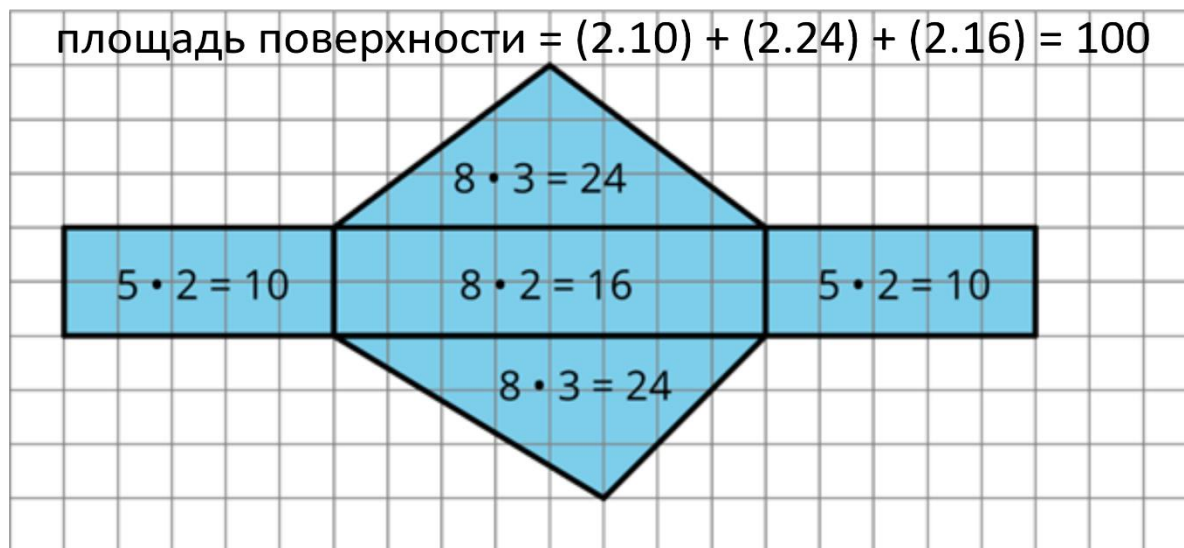 площадь поверхности = (2.10) + (2.24) + (2.16) = 100
8 • 3 = 24
5 • 2 = 10
8 • 2 = 16
5 • 2 = 10
8 • 3 = 24